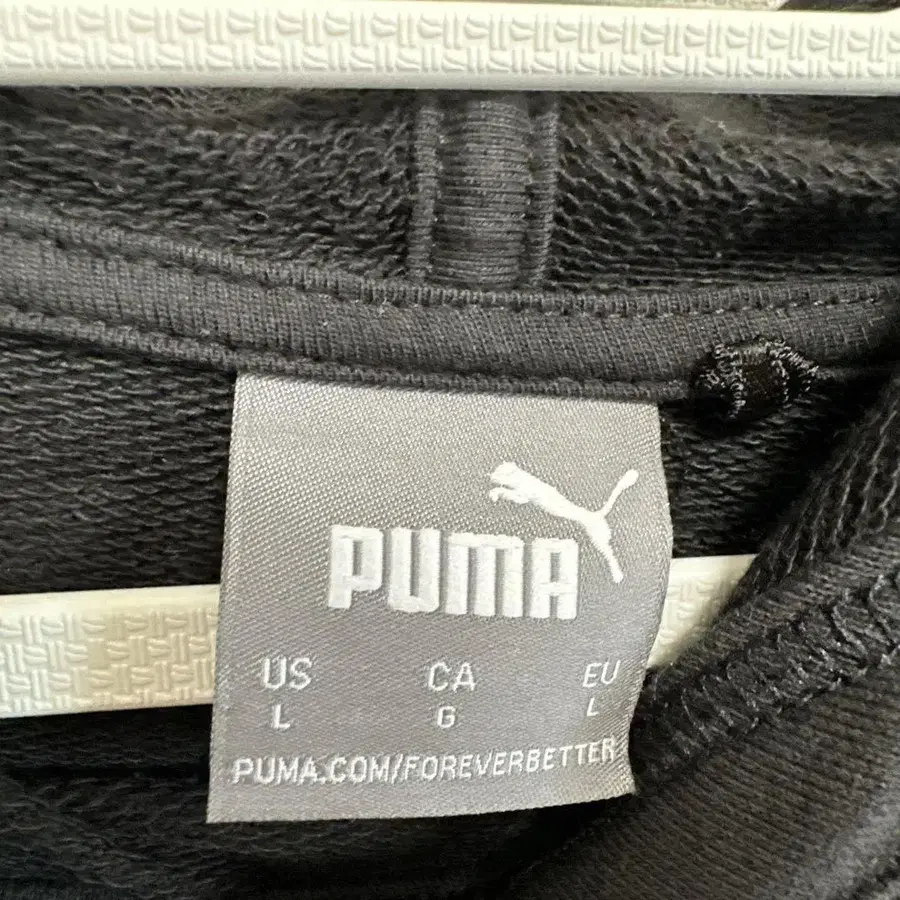 PUMA
US CA EU
L G L
PUMA.COM/FOREVERBETTER